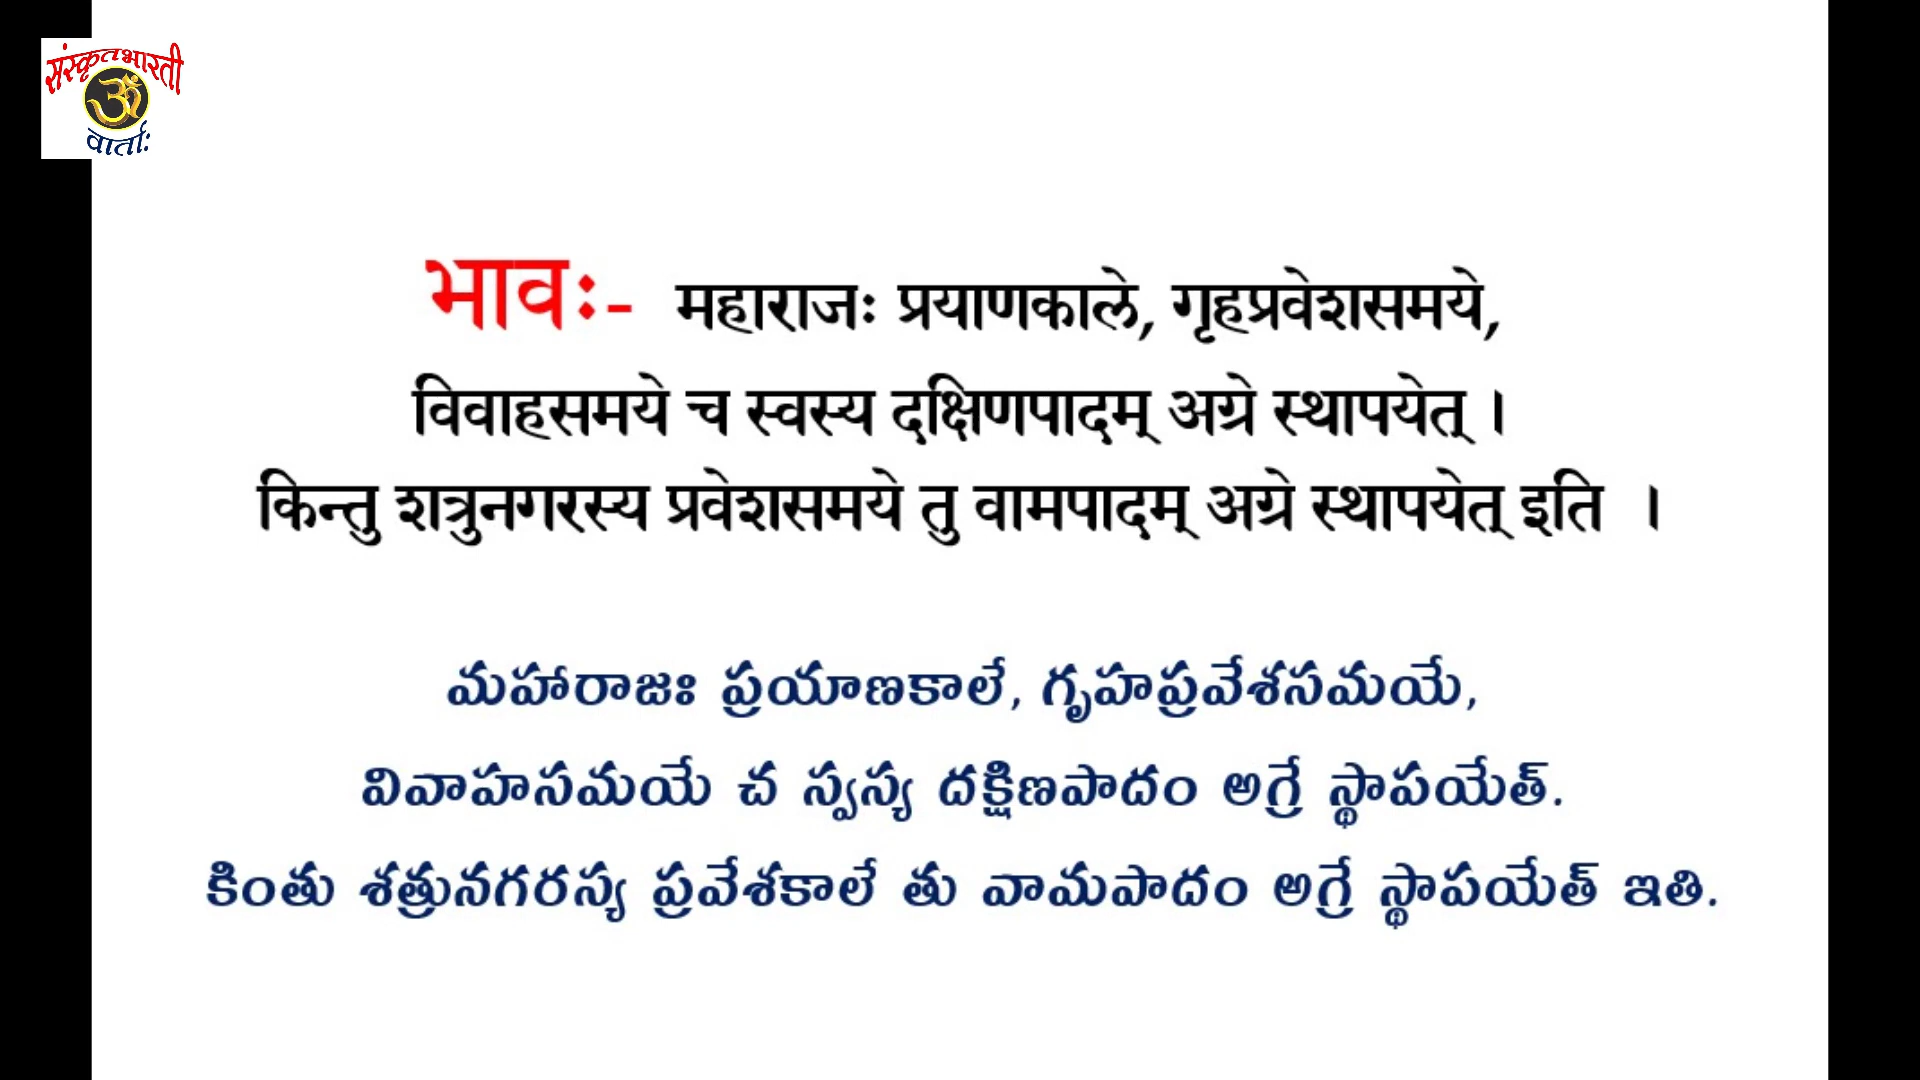 संस्कृतभारती
ॐ
वार्ताः
भावः- महाराजः प्रयाणकाले, गृहप्रवेशसमये,
विवाहसमये च स्वस्य दक्षिणपादम् अग्रे स्थापयेत् ।
किन्तु शत्रुनगरस्य प्रवेशसमये तु वामपादम् अग्रे स्थापयेत् इति ।
మహారాజః ప్రయాణకాలే, గృహప్రవేశసమయే,
వివాహసమయే చ స్వస్య దక్షిణపాదం అగ్రే స్థాపయేత్.
కింతు శత్రునగరస్య ప్రవేశకాలే తు వామపాదం అగ్రే స్థాపయేత్ ఇతి.